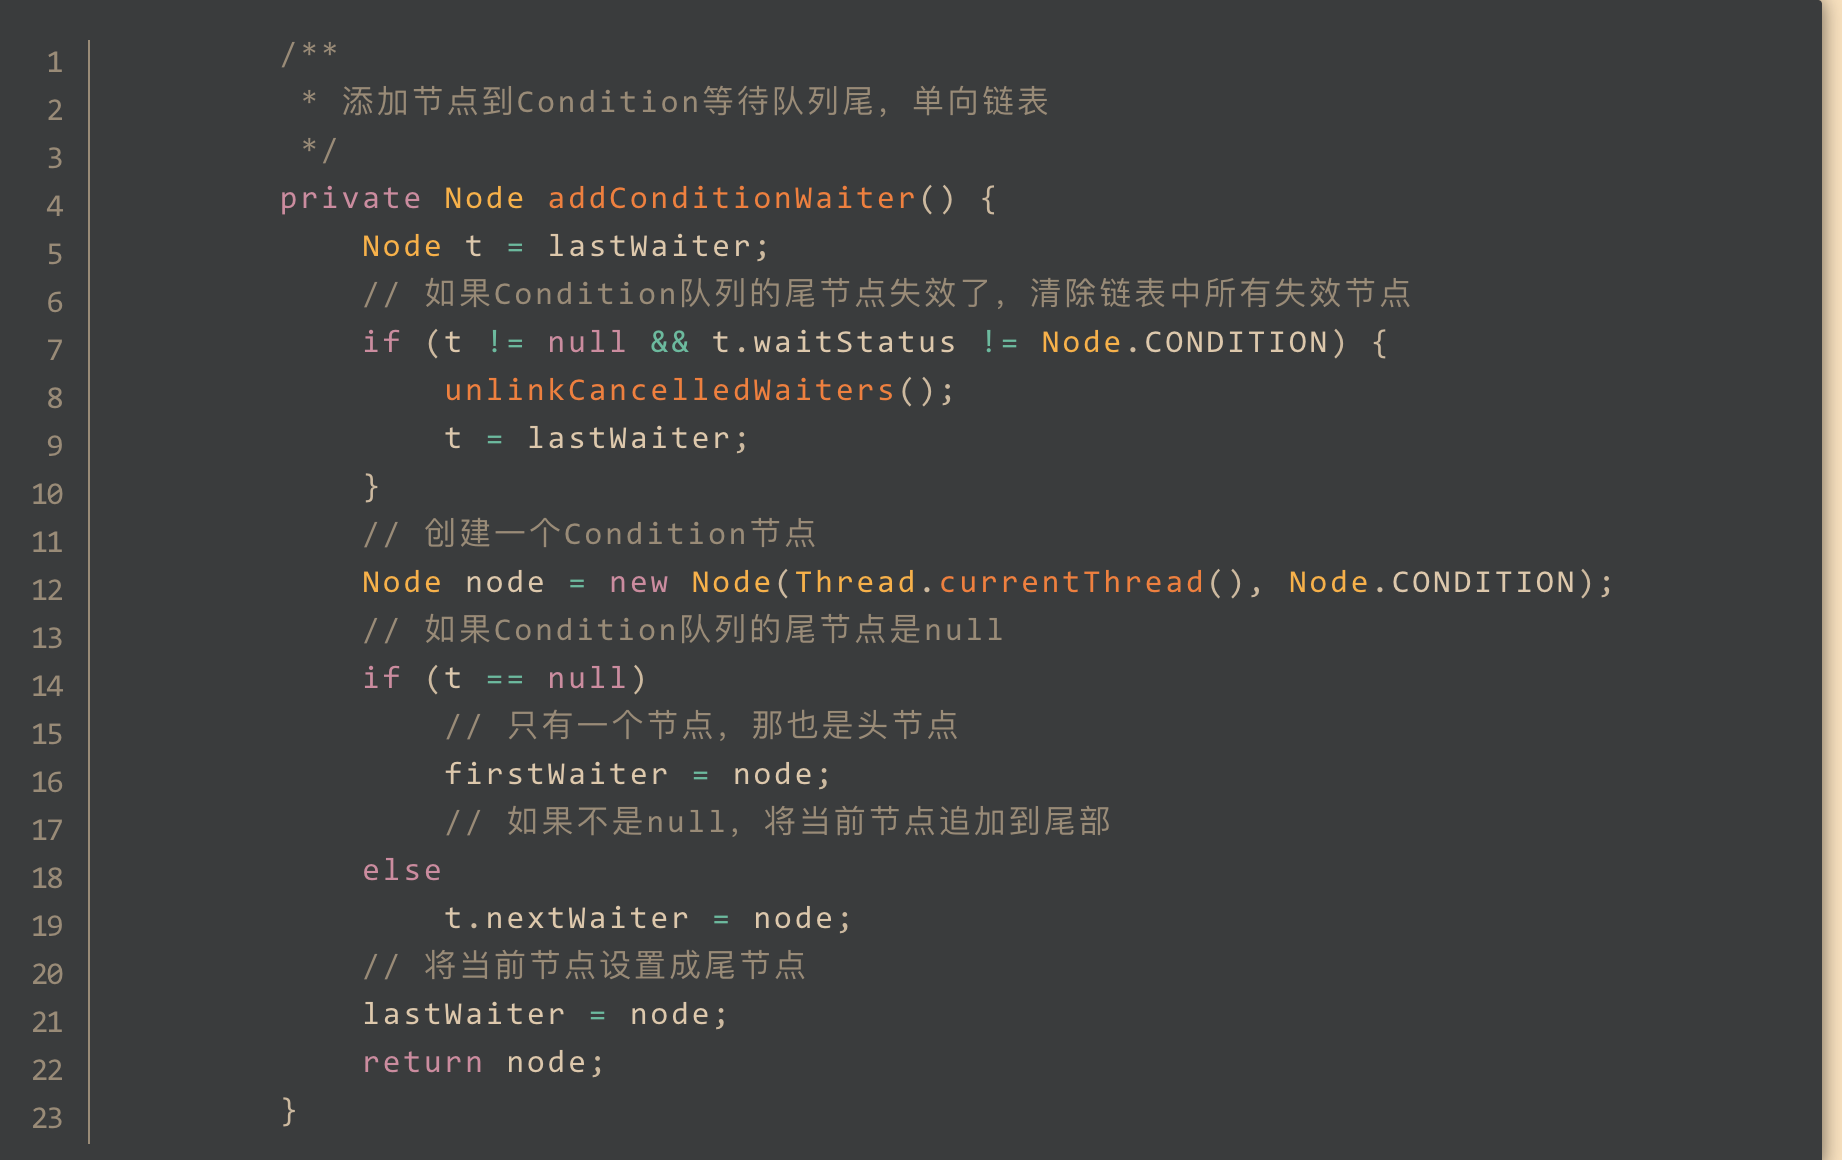 1 /**
2 * 添加节点到Condition等待队列尾，单向链表
3 */
4 private Node addConditionWaiter() {
5 Node t = lastWaiter;
6 // 如果Condition队列的尾节点失效了，清除链表中所有失效节点
7 if (t != null && t.waitStatus != Node.CONDITION) {
8 unlinkCancelledWaiters();
9 t = lastWaiter;
10 }
11 // 创建一个Condition节点
12 Node node = new Node(Thread.currentThread(), Node.CONDITION);
13 // 如果Condition队列的尾节点是null
14 if (t == null)
15 // 只有一个节点，那也是头节点
16 firstWaiter = node;
17 // 如果不是null，将当前节点追加到尾部
18 else
19 t.nextWaiter = node;
20 // 将当前节点设置成尾节点
21 lastWaiter = node;
22 return node;
23 }